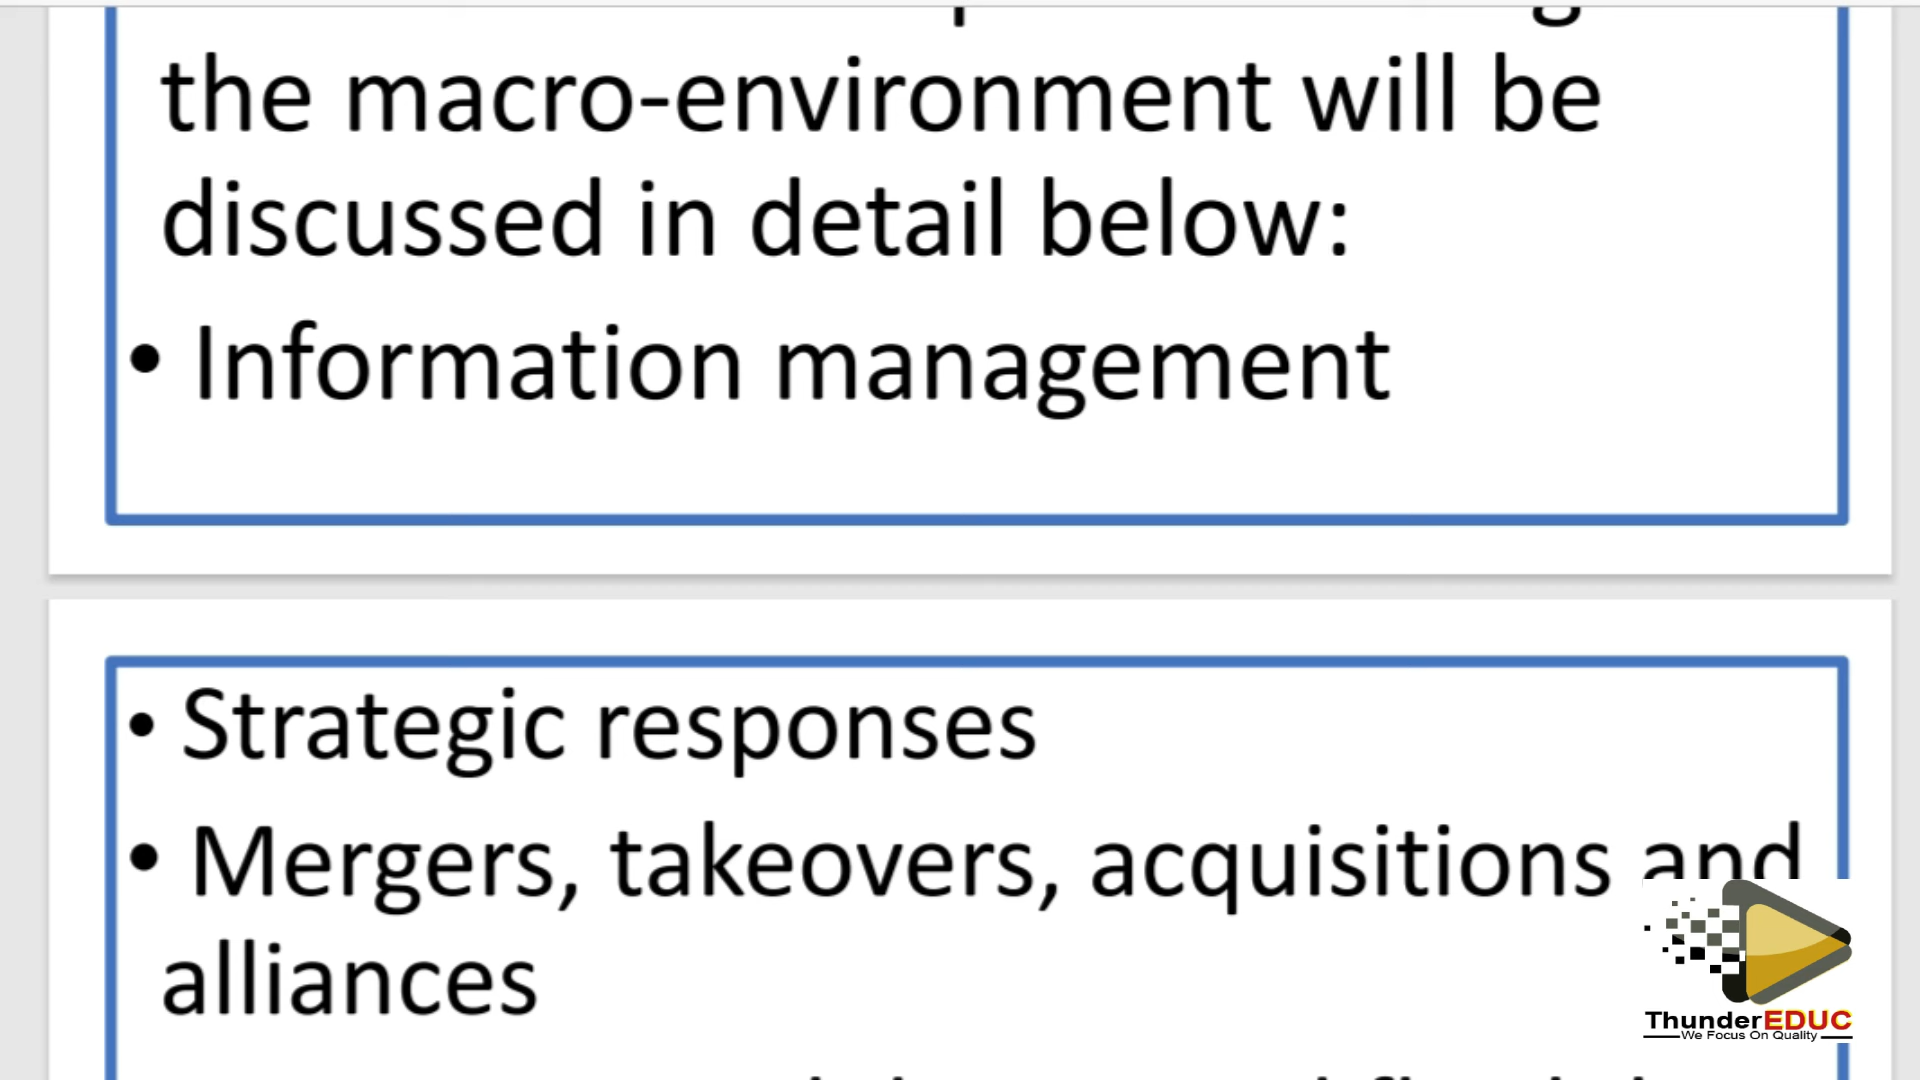 the macro-environment will be
discussed in detail below:
• Information management
• Strategic responses
• Mergers, takeovers, acquisitions and
alliances
ThunderEDUC
We Focus On Quality